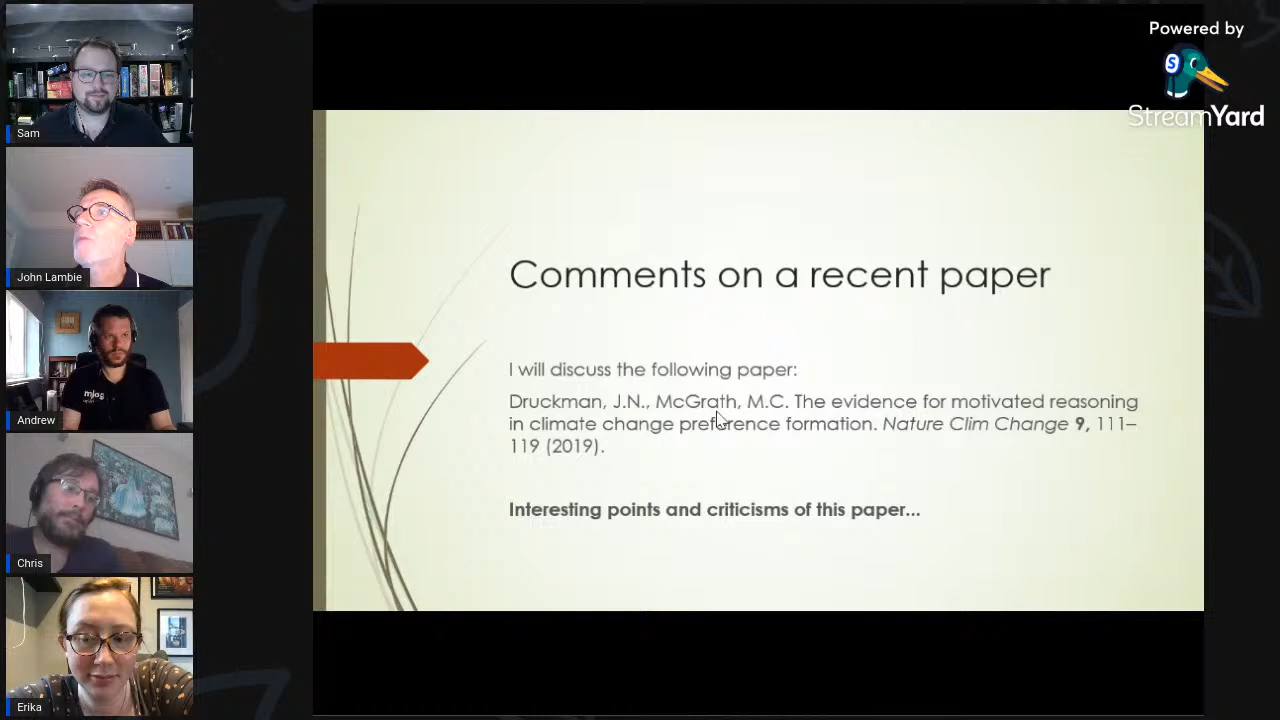 Sam
John Lambie
Andrew
Chris
Erika
Comments on a recent paper
I will discuss the following paper:
Druckman, J.N., McGrath, M.C. The evidence for motivated reasoning
in climate change preference formation. Nature Clim Change 9, 111–
119 (2019).
Interesting points and criticisms of this paper...
Powered by
S
StreamYard